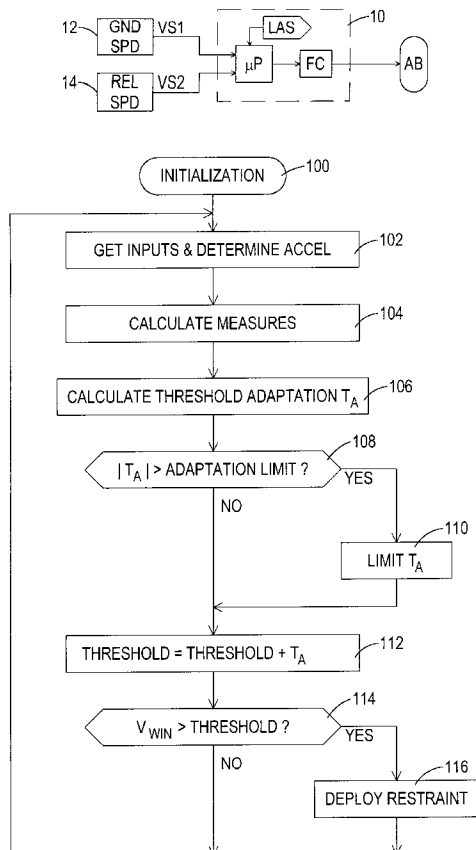 12
GND
SPD
VS1
LAS
10
µP
FC
AB
14
REL
SPD
VS2
INITIALIZATION
100
GET INPUTS & DETERMINE ACCEL
102
CALCULATE MEASURES
104
CALCULATE THRESHOLD ADAPTATION TA
106
| TA | > ADAPTATION LIMIT ?
108
YES
NO
110
LIMIT TA
THRESHOLD = THRESHOLD + TA
112
VWIN > THRESHOLD ?
114
YES
NO
116
DEPLOY RESTRAINT